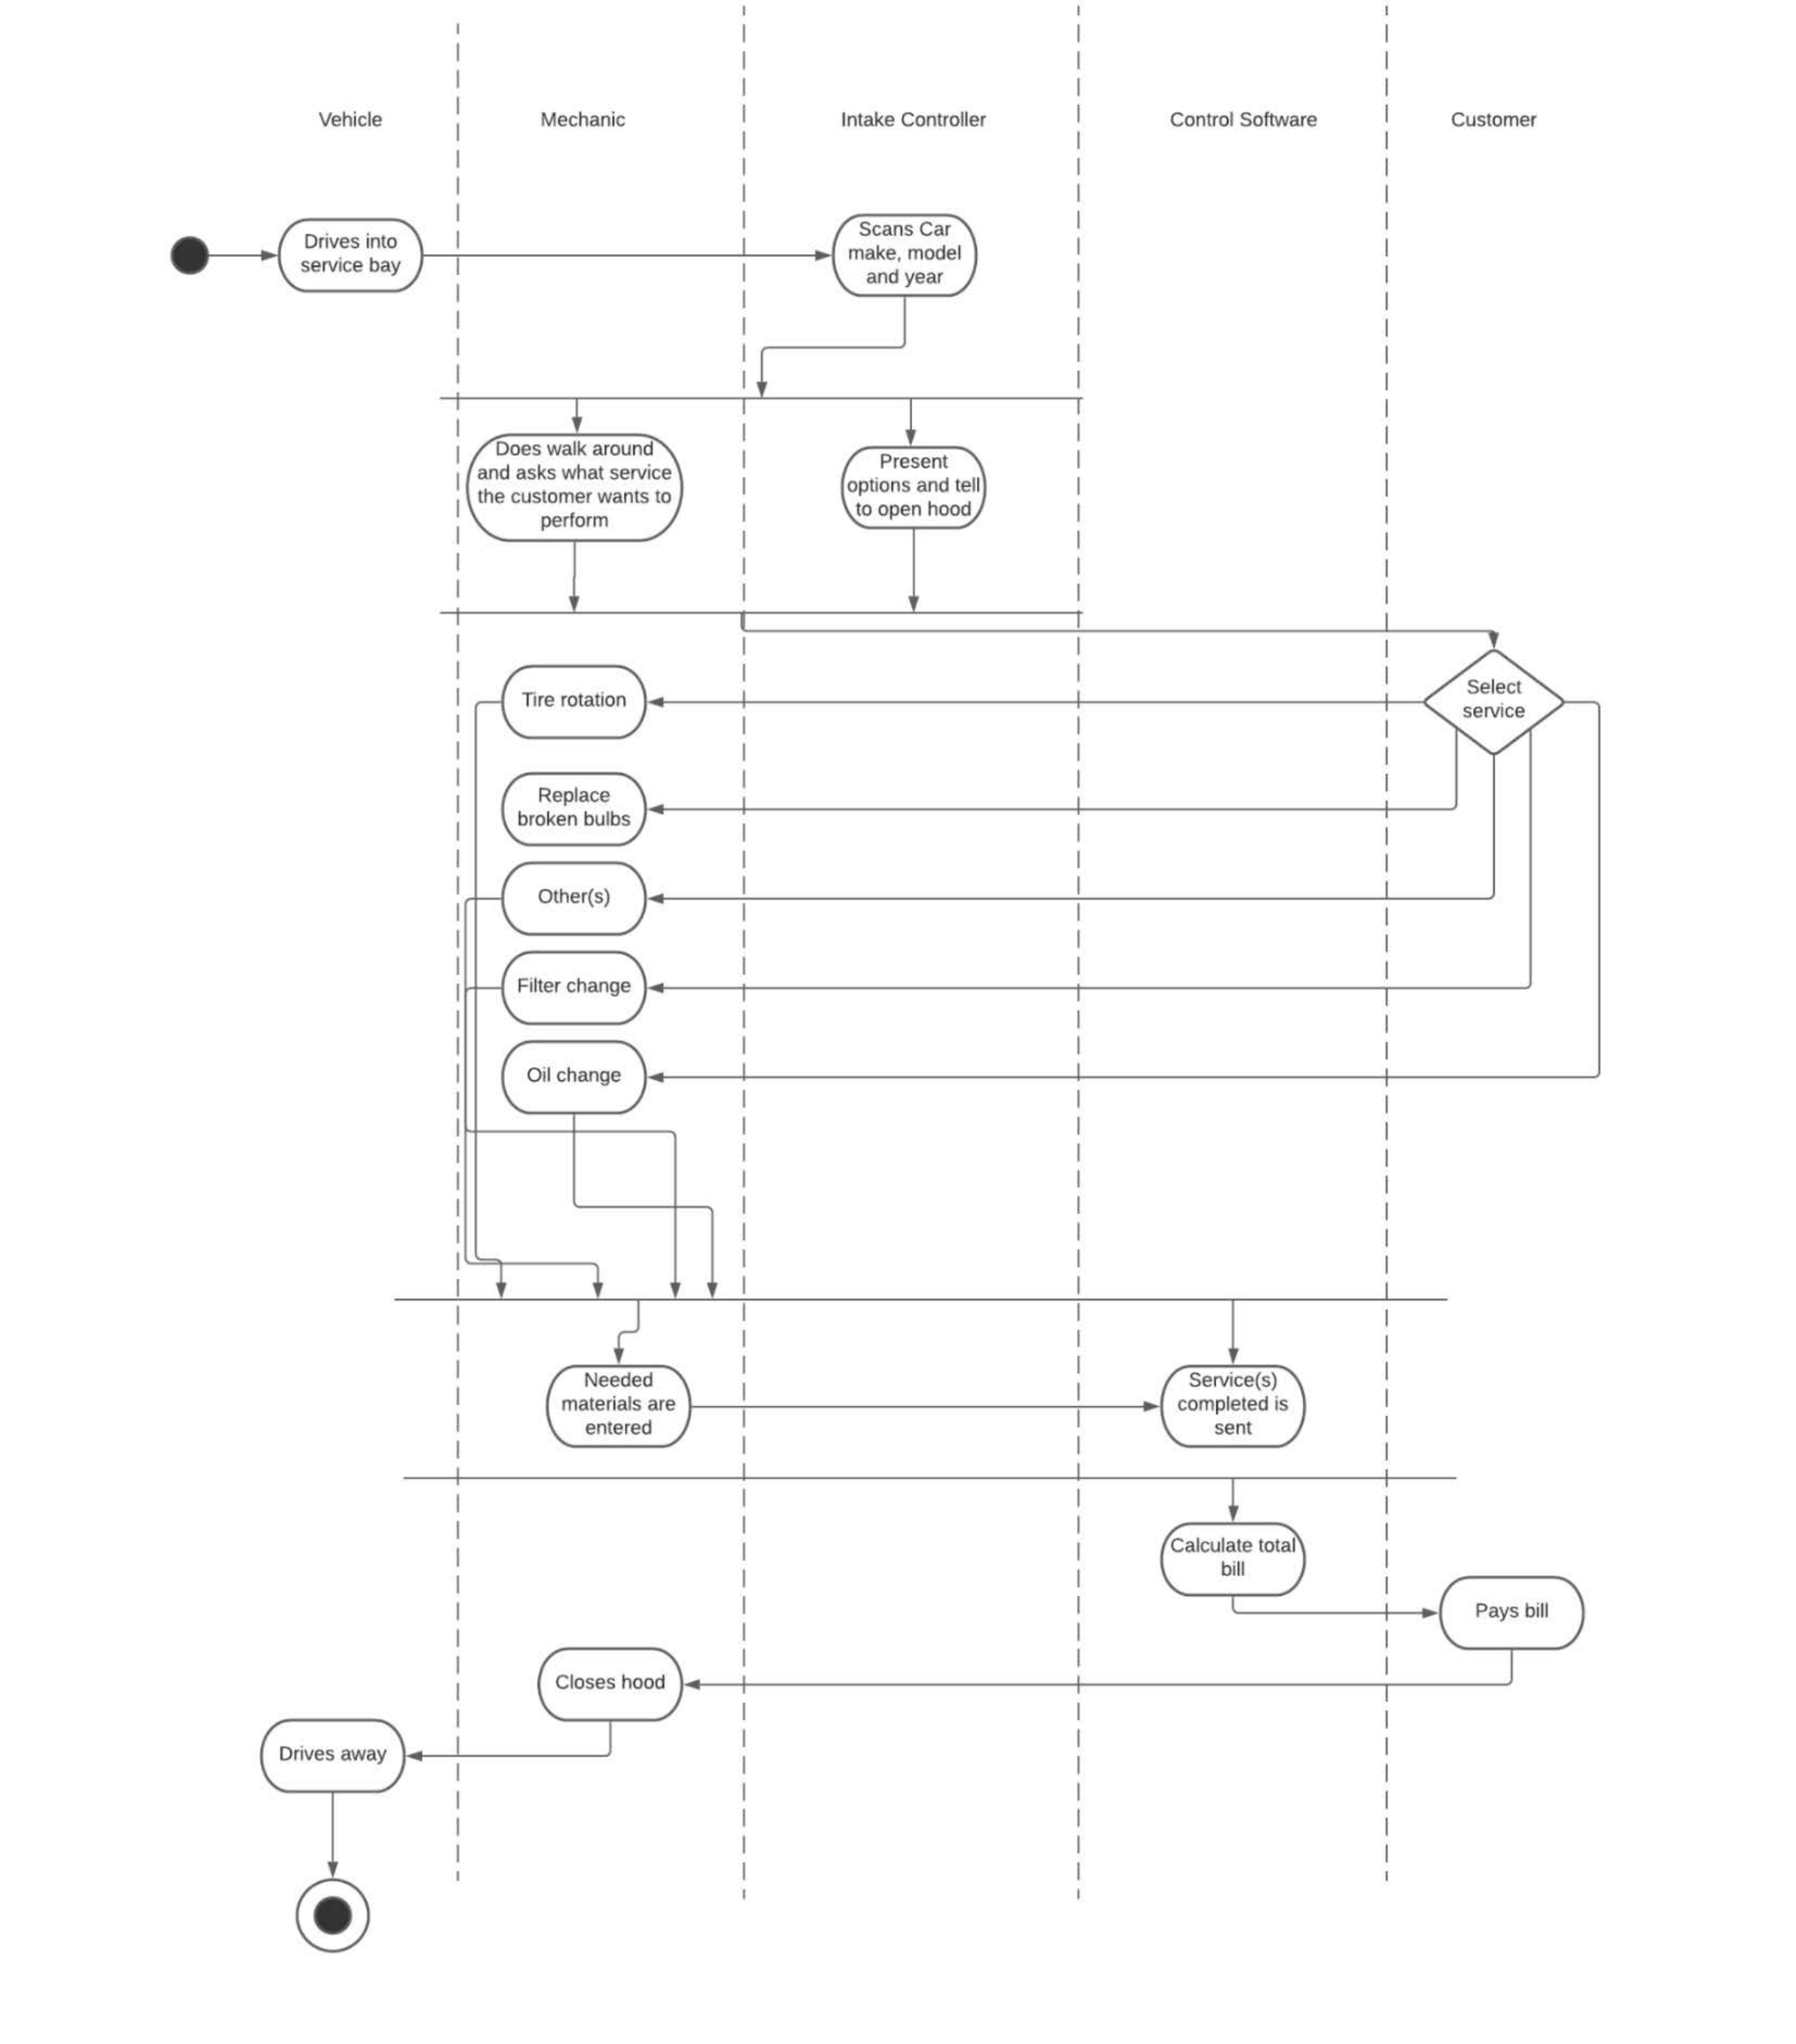 Vehicle
Mechanic
Intake Controller
Control Software
Customer
Drives into
service bay
Scans Car
make, model
and year
Does walk around
and asks what service
the customer wants to
perform
Present
options and tell
to open hood
Select
service
Tire rotation
Replace
broken bulbs
Other(s)
Filter change
Oil change
Needed
materials are
entered
Service(s)
completed is
sent
Calculate total
bill
Pays bill
Closes hood
Drives away